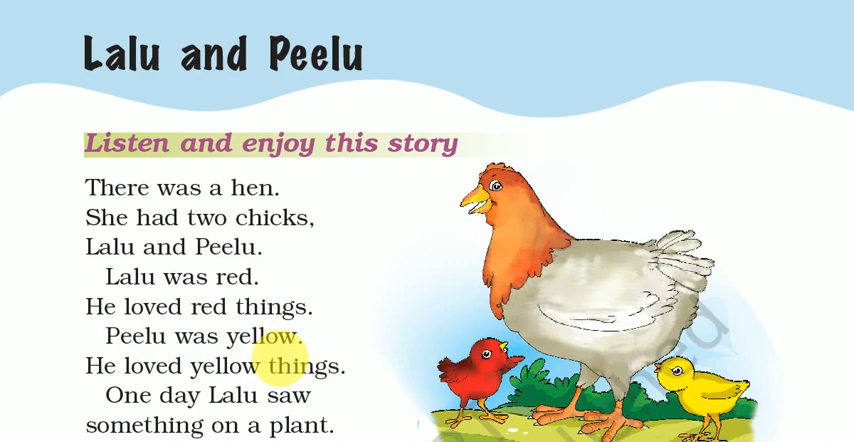 Lalu and Peelu
Listen and enjoy this story
There was a hen.
She had two chicks,
Lalu and Peelu.
Lalu was red.
He loved red things.
Peelu was yellow.
He loved yellow things.
One day Lalu saw
something on a plant.